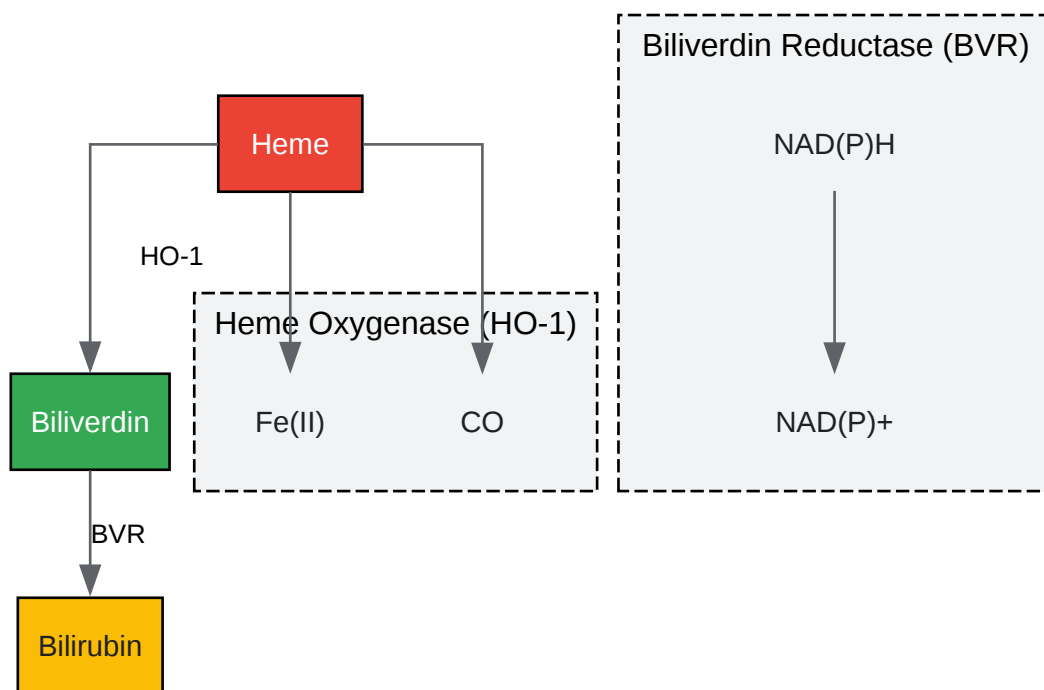 Biliverdin Reductase (BVR)
Heme
NAD(P)H
HO-1
Heme Oxygenase (HO-1)
Biliverdin
Fe(II)
CO
NAD(P)+
BVR
Bilirubin